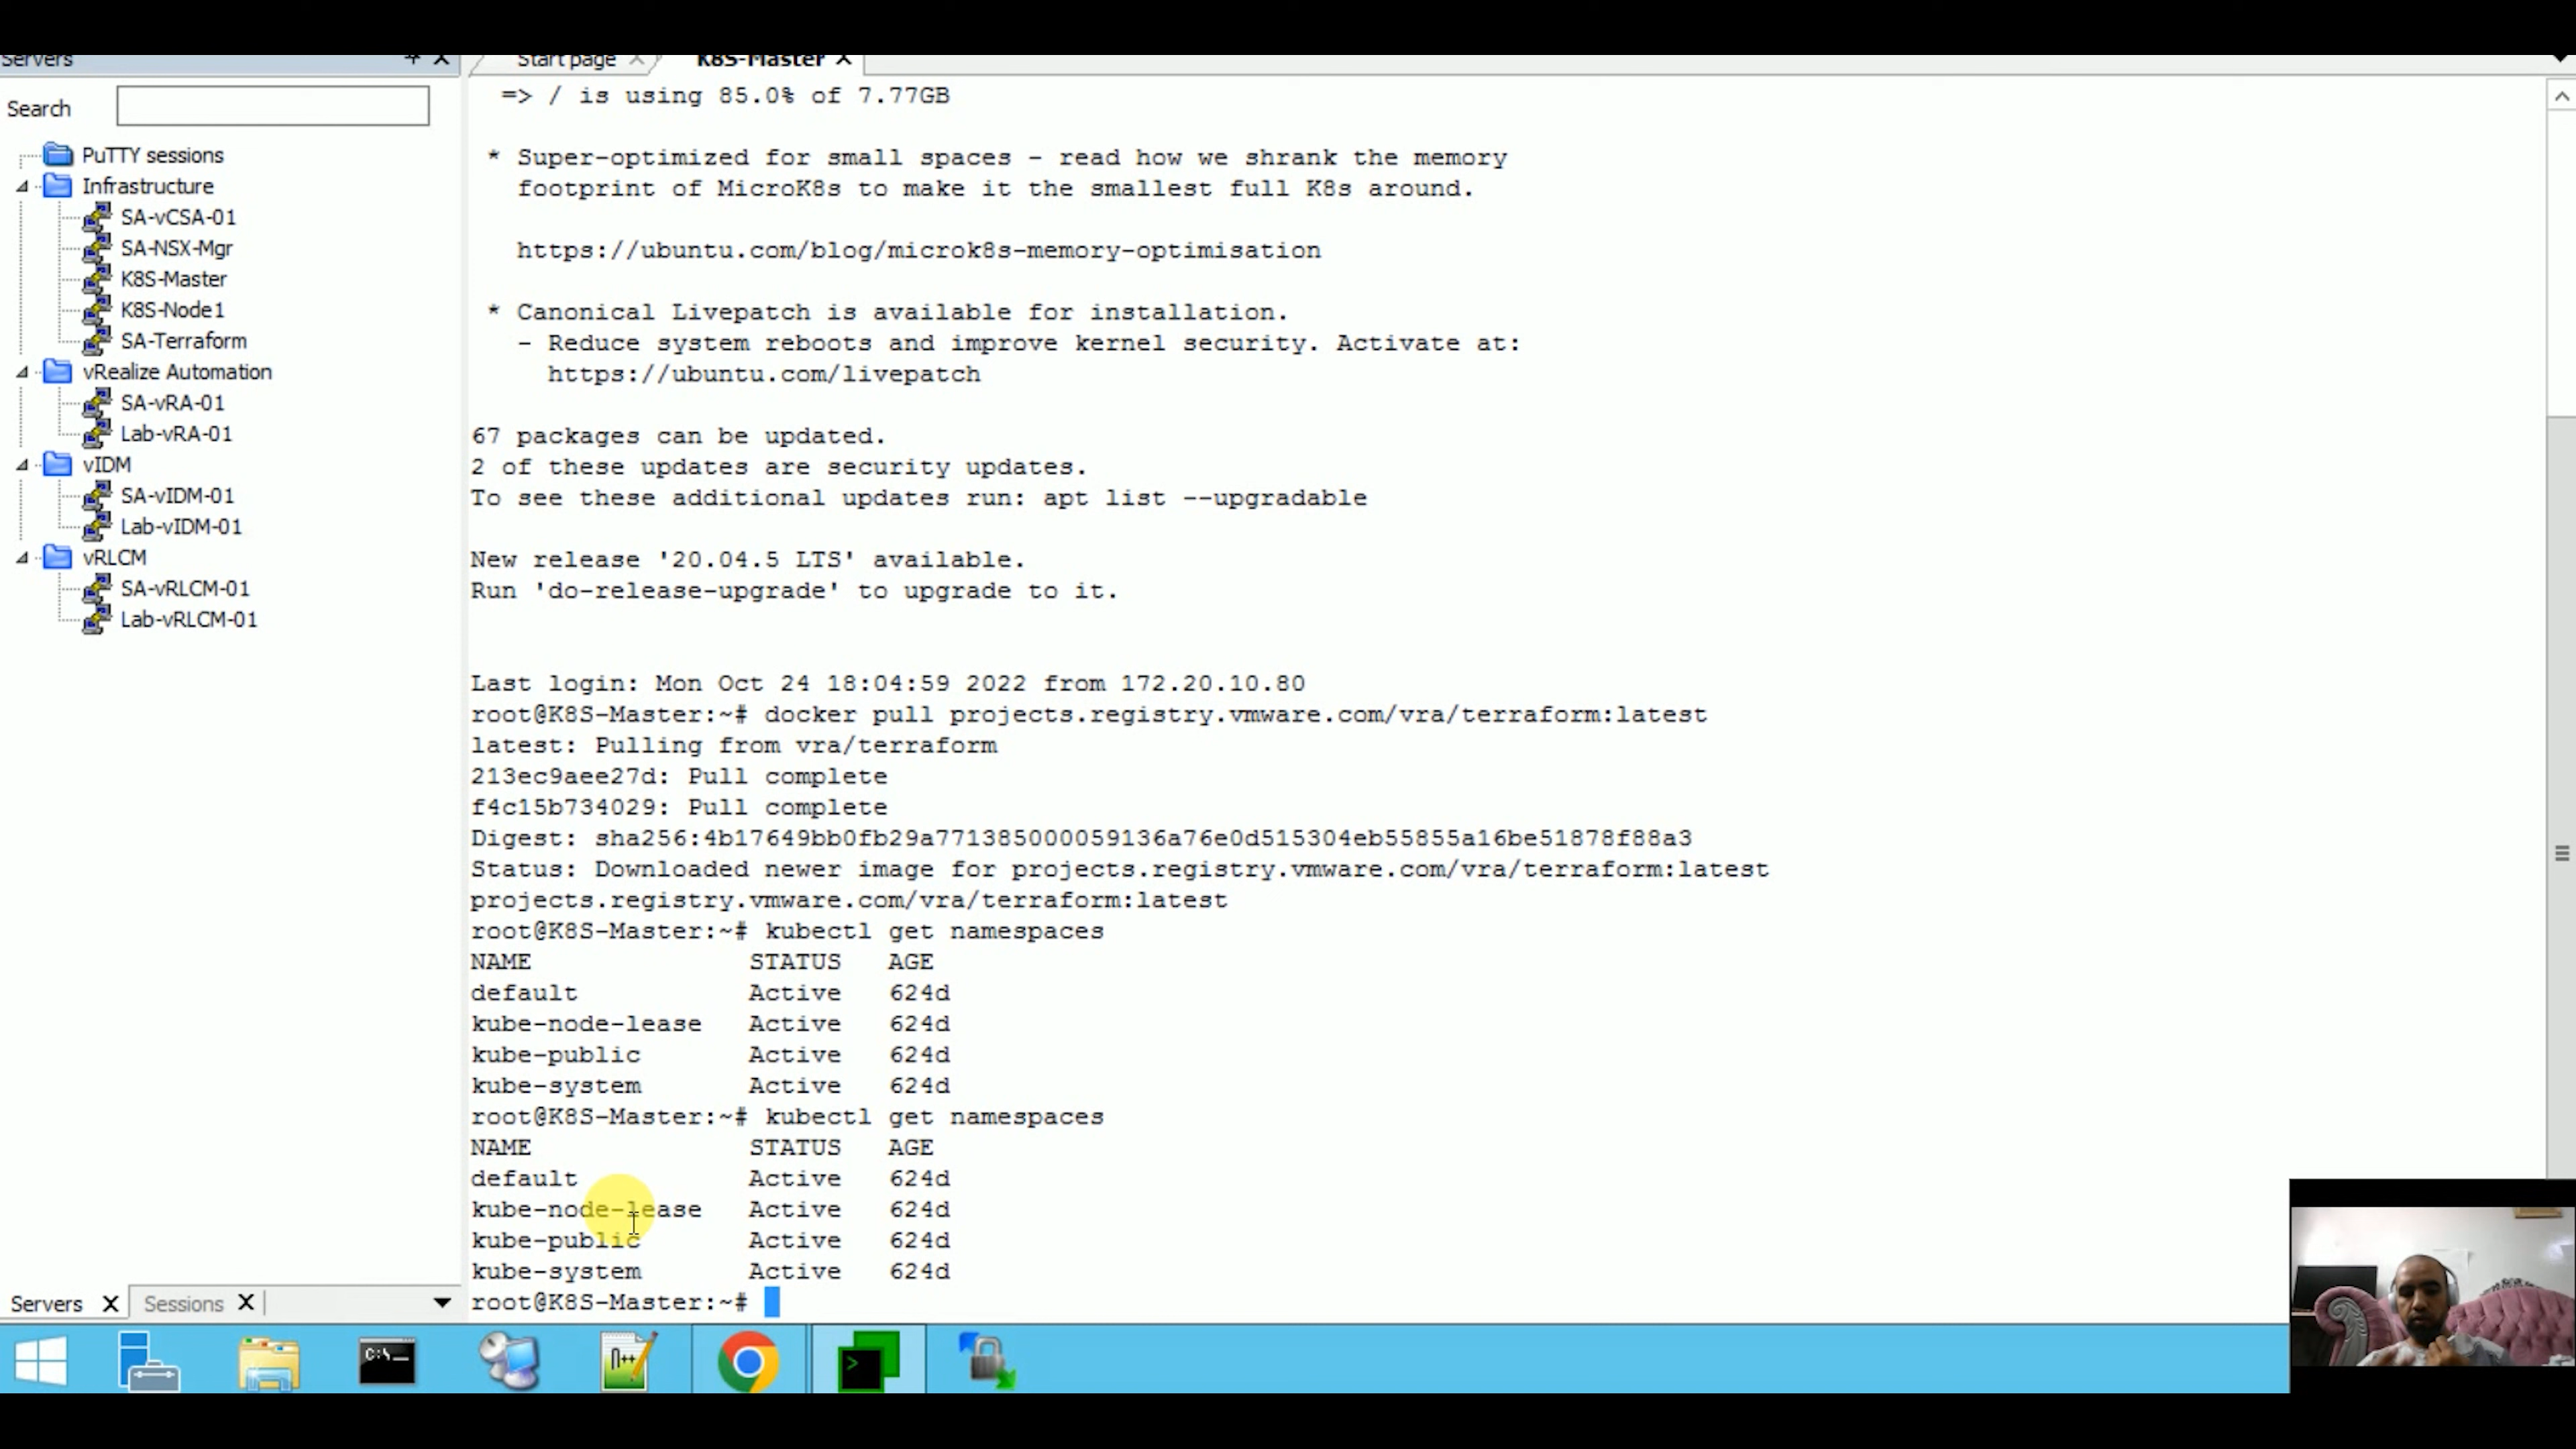 Servers
Start page
K8S-Master
Search
PuTTY sessions
Infrastructure
SA-vCSA-01
SA-NSX-Mgr
K8S-Master
K8S-Node1
SA-Terraform
vRealize Automation
SA-vRA-01
Lab-vRA-01
vIDM
SA-vIDM-01
Lab-vIDM-01
vRLCM
SA-vRLCM-01
Lab-vRLCM-01
Servers
Sessions
=> / is using 85.0% of 7.77GB
* Super-optimized for small spaces - read how we shrank the memory
footprint of MicroK8s to make it the smallest full K8s around.
https://ubuntu.com/blog/microk8s-memory-optimisation
* Canonical Livepatch is available for installation.
- Reduce system reboots and improve kernel security. Activate at:
https://ubuntu.com/livepatch
67 packages can be updated.
2 of these updates are security updates.
To see these additional updates run: apt list --upgradable
New release '20.04.5 LTS' available.
Run 'do-release-upgrade' to upgrade to it.
Last login: Mon Oct 24 18:04:59 2022 from 172.20.10.80
root@K8S-Master:~# docker pull projects.registry.vmware.com/vra/terraform:latest
latest: Pulling from vra/terraform
213ec9aee27d: Pull complete
f4c15b734029: Pull complete
Digest: sha256:4b17649bb0fb29a771385000059136a76e0d515304eb55855a16be51878f88a3
Status: Downloaded newer image for projects.registry.vmware.com/vra/terraform:latest
projects.registry.vmware.com/vra/terraform:latest
root@K8S-Master:~# kubectl get namespaces
NAME STATUS AGE
default Active 624d
kube-node-lease Active 624d
kube-public Active 624d
kube-system Active 624d
root@K8S-Master:~# kubectl get namespaces
NAME STATUS AGE
default Active 624d
kube-node-lease Active 624d
kube-public Active 624d
kube-system Active 624d
root@K8S-Master:~#